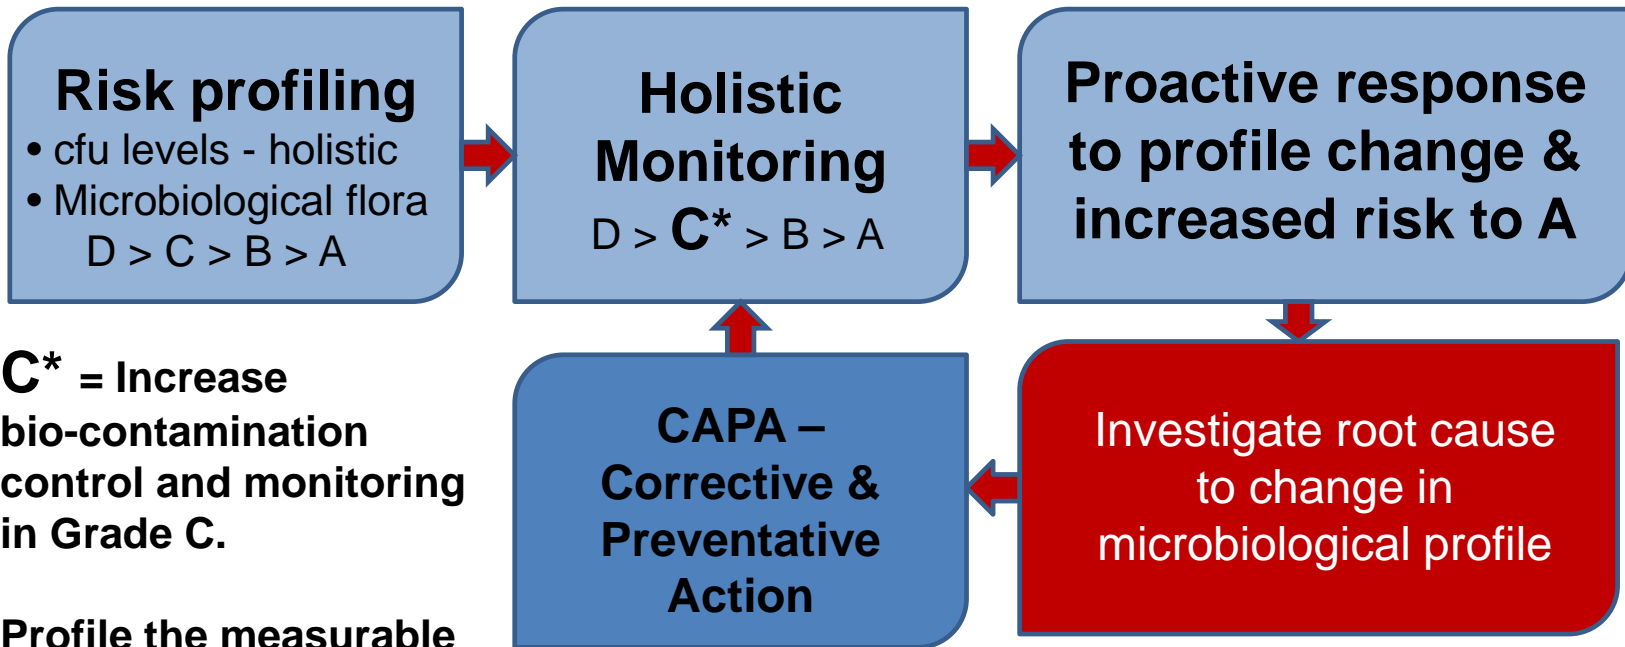 Risk profiling
• cfu levels - holistic
• Microbiological flora
D > C > B > A
Holistic
Monitoring
D > C* > B > A
Proactive response
to profile change &
increased risk to A
C* = Increase
bio-contamination
control and monitoring
in Grade C.
Profile the measurable
CAPA –
Corrective &
Preventative
Action
Investigate root cause
to change in
microbiological profile